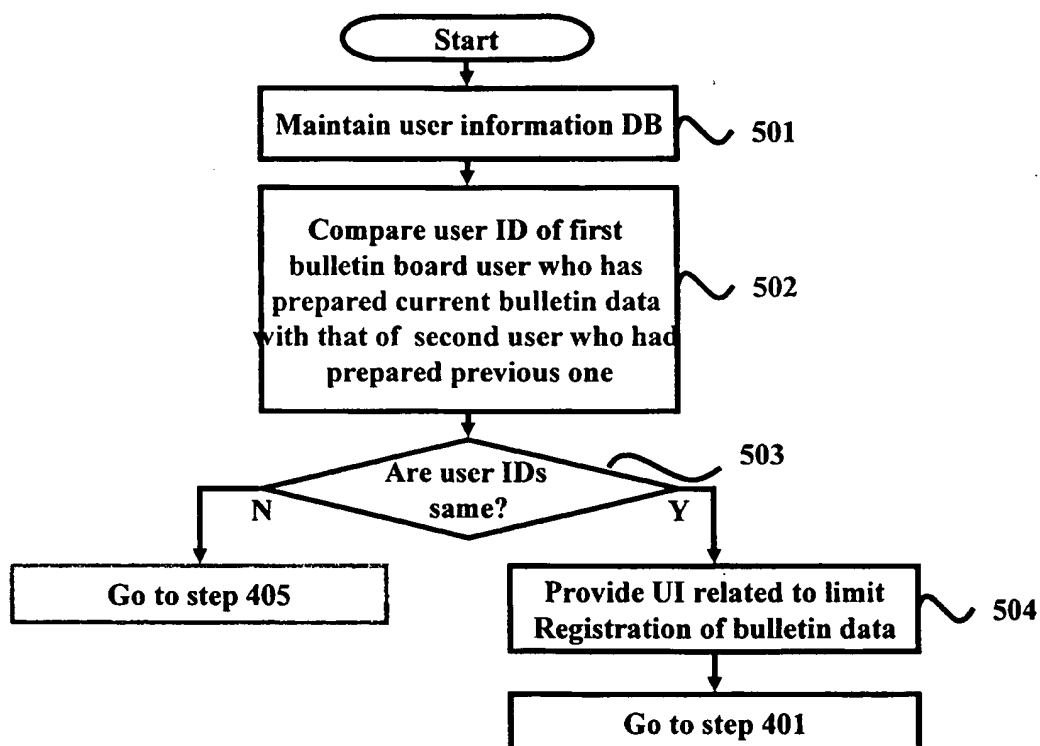 Start
Maintain user information DB
501
Compare user ID of first
bulletin board user who has
prepared current bulletin data
with that of second user who had
prepared previous one
502
Are user IDs
same?
503
N
Y
Go to step 405
Provide UI related to limit
Registration of bulletin data
504
Go to step 401